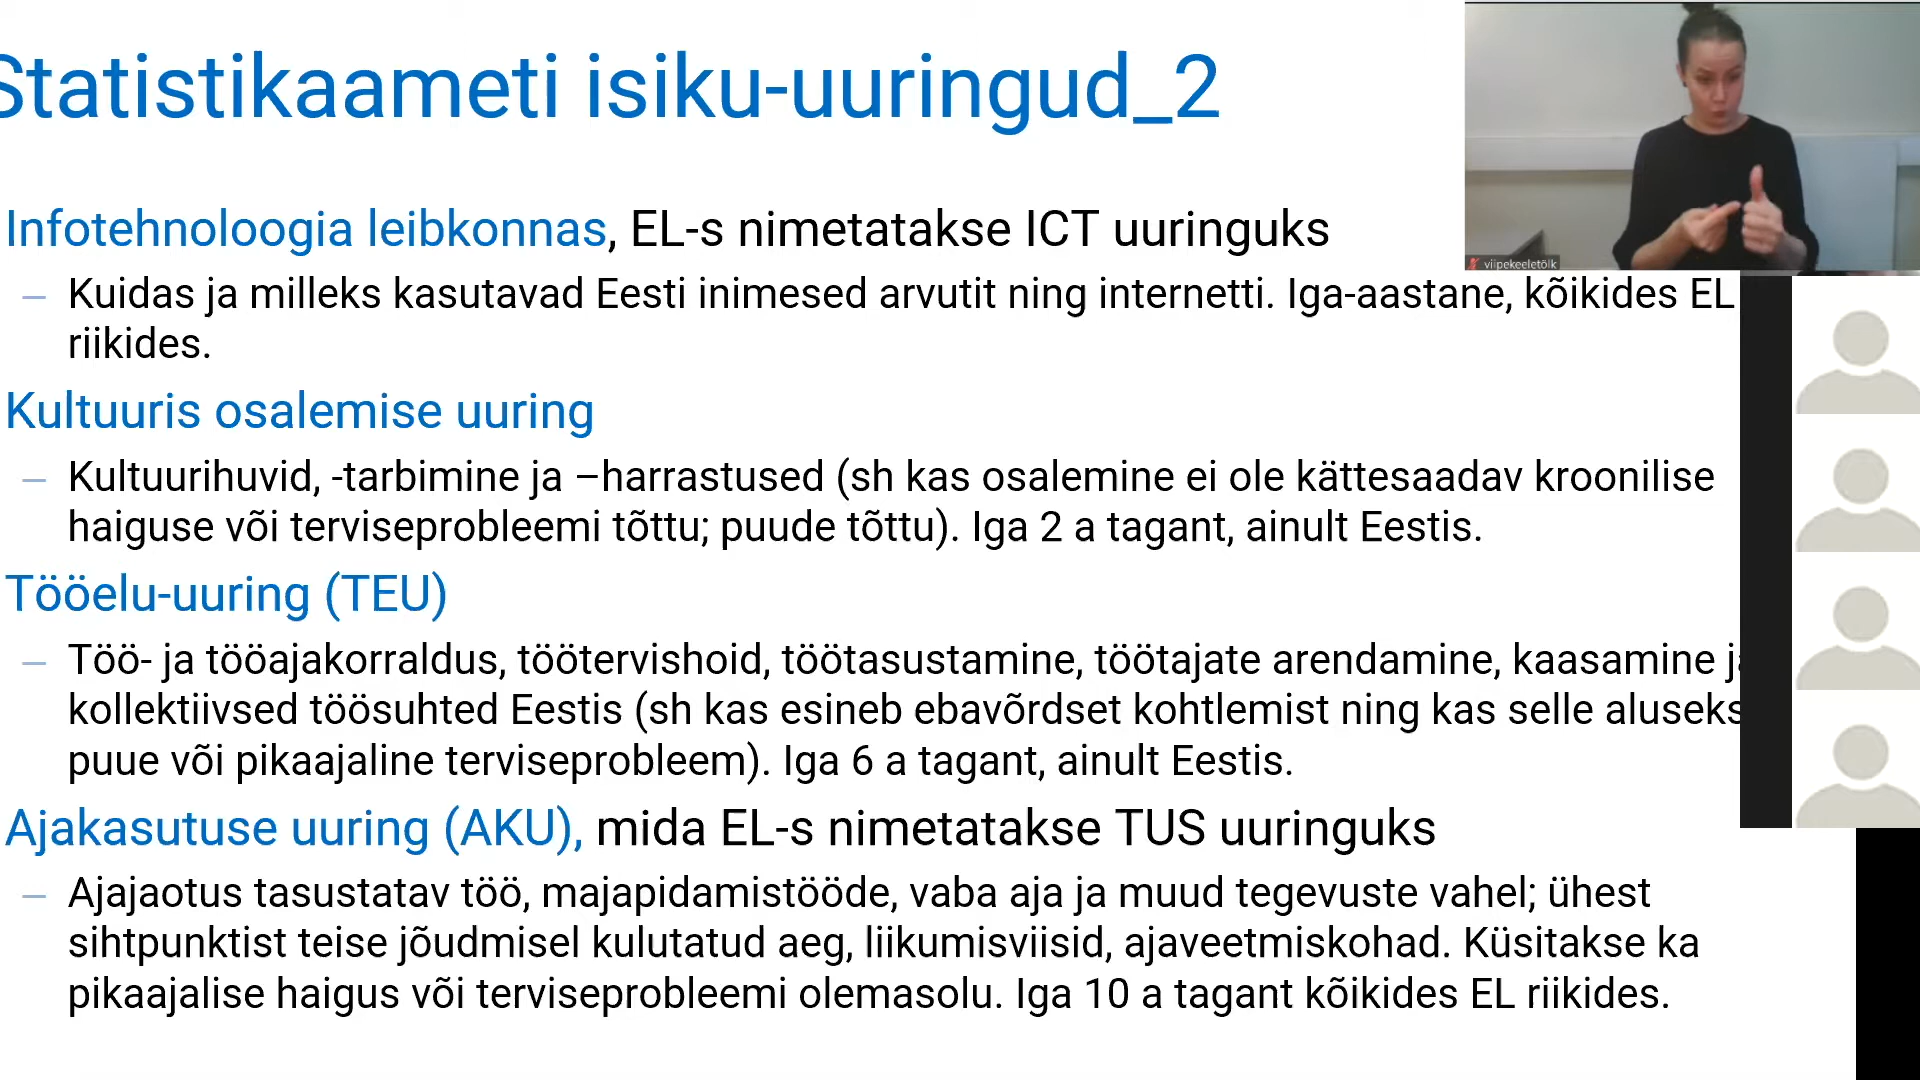 Statistikaameti isiku-uuringud_2
Infotehnoloogia leibkonnas, EL-s nimetatakse ICT uuringuks
– Kuidas ja milleks kasutavad Eesti inimesed arvutit ning internetti. Iga-aastane, kõikides EL
riikides.
Kultuuris osalemise uuring
– Kultuurihuvid, -tarbimine ja –harrastused (sh kas osalemine ei ole kättesaadav kroonilise
haiguse või terviseprobleemi tõttu; puude tõttu). Iga 2 a tagant, ainult Eestis.
Tööelu-uuring (TEU)
– Töö- ja tööajakorraldus, töötervishoid, töötasustamine, töötajate arendamine, kaasamine ja
kollektiivsed töösuhted Eestis (sh kas esineb ebavõrdset kohtlemist ning kas selle aluseks
puue või pikaajaline terviseprobleem). Iga 6 a tagant, ainult Eestis.
Ajakasutuse uuring (AKU), mida EL-s nimetatakse TUS uuringuks
– Ajajaotus tasustatav töö, majapidamistööde, vaba aja ja muud tegevuste vahel; ühest
sihtpunktist teise jõudmisel kulutatud aeg, liikumisviisid, ajaveetmiskohad. Küsitakse ka
pikaajalise haigus või terviseprobleemi olemasolu. Iga 10 a tagant kõikides EL riikides.
viipekeeletõlk